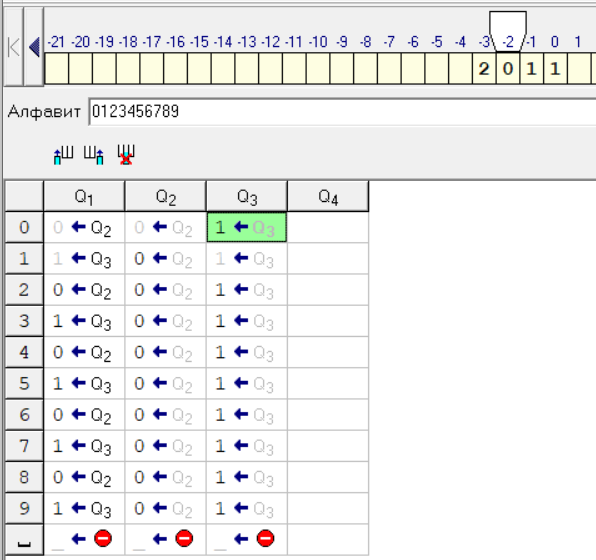 -21 -20 -19 -18 -17 -16 -15 -14 -13 -12 -11 -10 -9 -8 -7 -6 -5 -4 -3 -2 -1 0 1
2 0 1 1
Алфавит 0123456789
Q1 Q2 Q3 Q4
0 0 ← Q2 0 ← Q2 1 ← Q3
1 1 ← Q3 0 ← Q2 1 ← Q3
2 0 ← Q2 0 ← Q2 1 ← Q3
3 1 ← Q3 0 ← Q2 1 ← Q3
4 0 ← Q2 0 ← Q2 1 ← Q3
5 1 ← Q3 0 ← Q2 1 ← Q3
6 0 ← Q2 0 ← Q2 1 ← Q3
7 1 ← Q3 0 ← Q2 1 ← Q3
8 0 ← Q2 0 ← Q2 1 ← Q3
9 1 ← Q3 0 ← Q2 1 ← Q3
_ _ ← _ ← _ ←